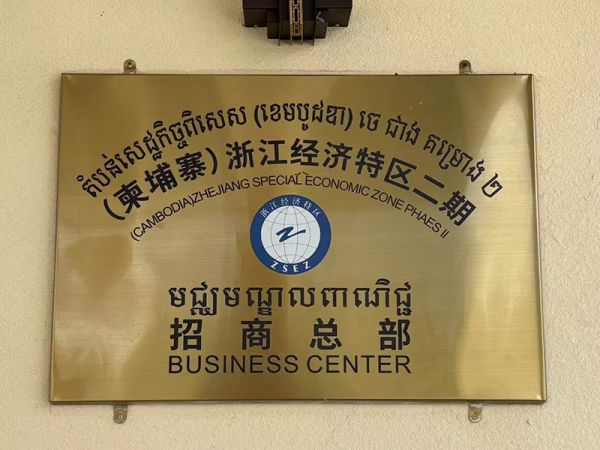 តំបន់សេដ្ឋកិច្ចពិសេស (ខេមបូដឌា) ចេ ជាំង គម្រោង ២
(柬埔寨)浙江经济特区二期
(CAMBODIA)ZHEJIANG SPECIAL ECONOMIC ZONE PHAES II
浙江经济特区
Z
ZSEZ
មជ្ឈមណ្ឌលពាណិជ្ជ
招商总部
BUSINESS CENTER